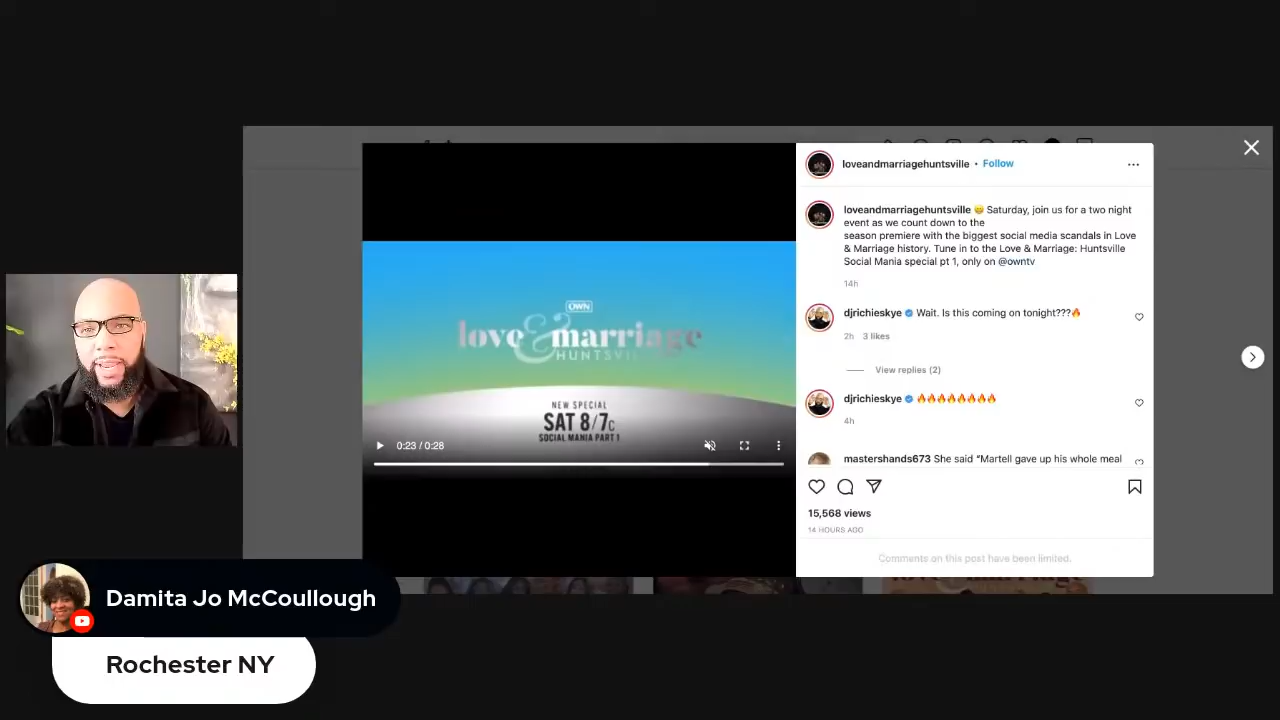 loveandmarriagehuntsville • Follow
loveandmarriagehuntsville 😄 Saturday, join us for a two night
event as we count down to the
season premiere with the biggest social media scandals in Love
& Marriage history. Tune in to the Love & Marriage: Huntsville
Social Mania special pt 1, only on @owntv
14h
djrichieskye Wait. Is this coming on tonight???🔥
2h 3 likes
View replies (2)
djrichieskye 🔥🔥🔥🔥🔥🔥🔥🔥
4h
mastershands673 She said "Martell gave up his whole meal
15,568 views
14 HOURS AGO
Comments on this post have been limited.
OWN
love & marriage
HUNTSVILLE
NEW SPECIAL
SAT 8/7c
SOCIAL MANIA PART 1
0:23 / 0:28
Damita Jo McCoullough
Rochester NY